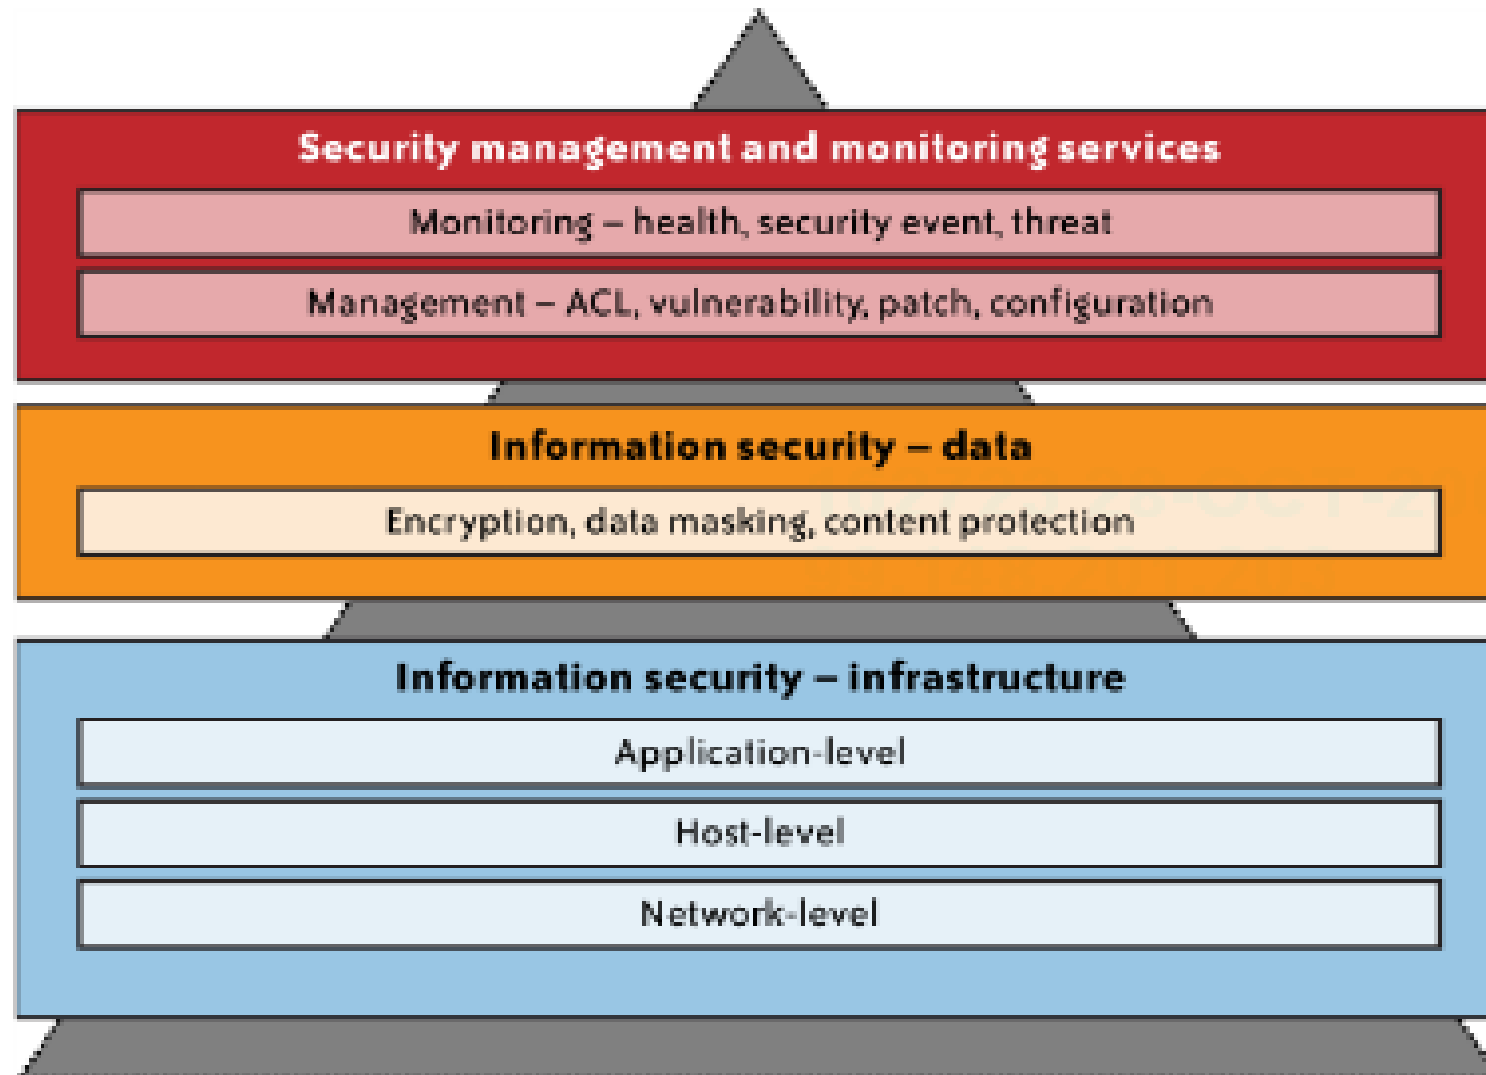 Security management and monitoring services
Monitoring – health, security event, threat
Management – ACL, vulnerability, patch, configuration
Information security – data
Encryption, data masking, content protection
Information security – infrastructure
Application-level
Host-level
Network-level